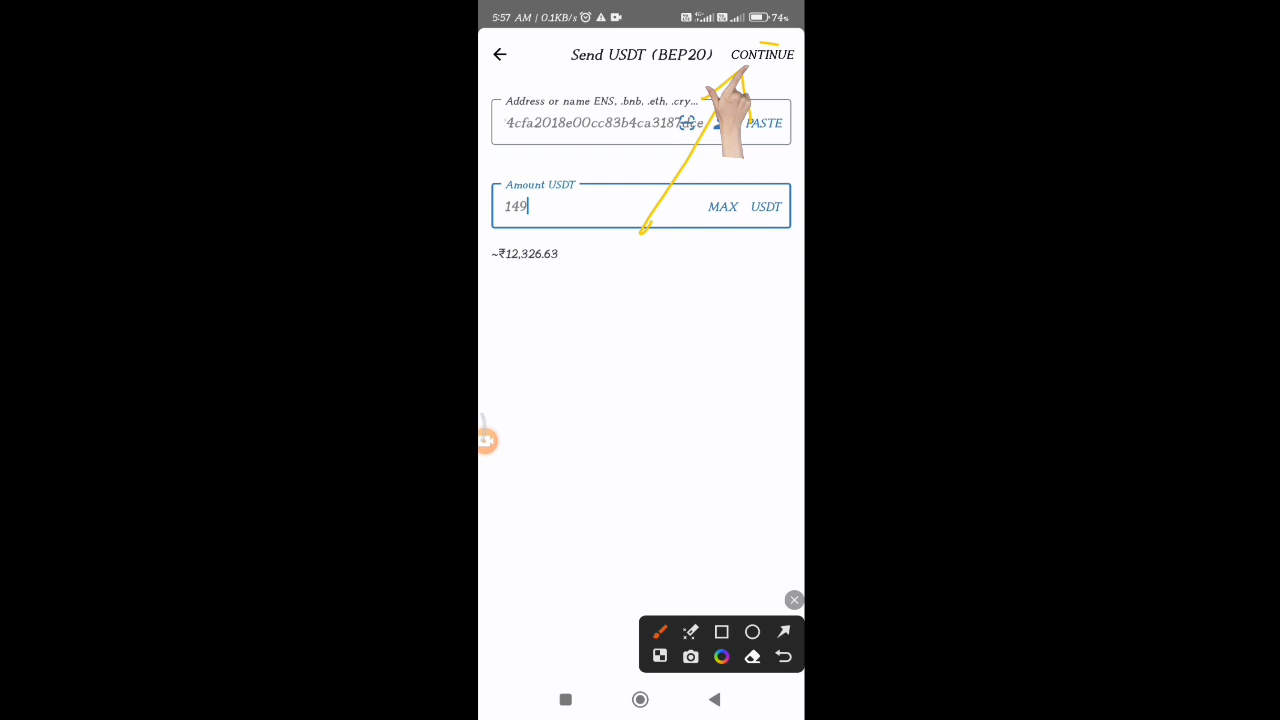 5:57 AM | 0.1KB/s 74%
Send USDT (BEP20) CONTINUE
Address or name ENS, .bnb, .eth, .cry...
4cfa2018e00cc83b4ca3187 PASTE
Amount USDT
149 MAX USDT
~₹12,326.63